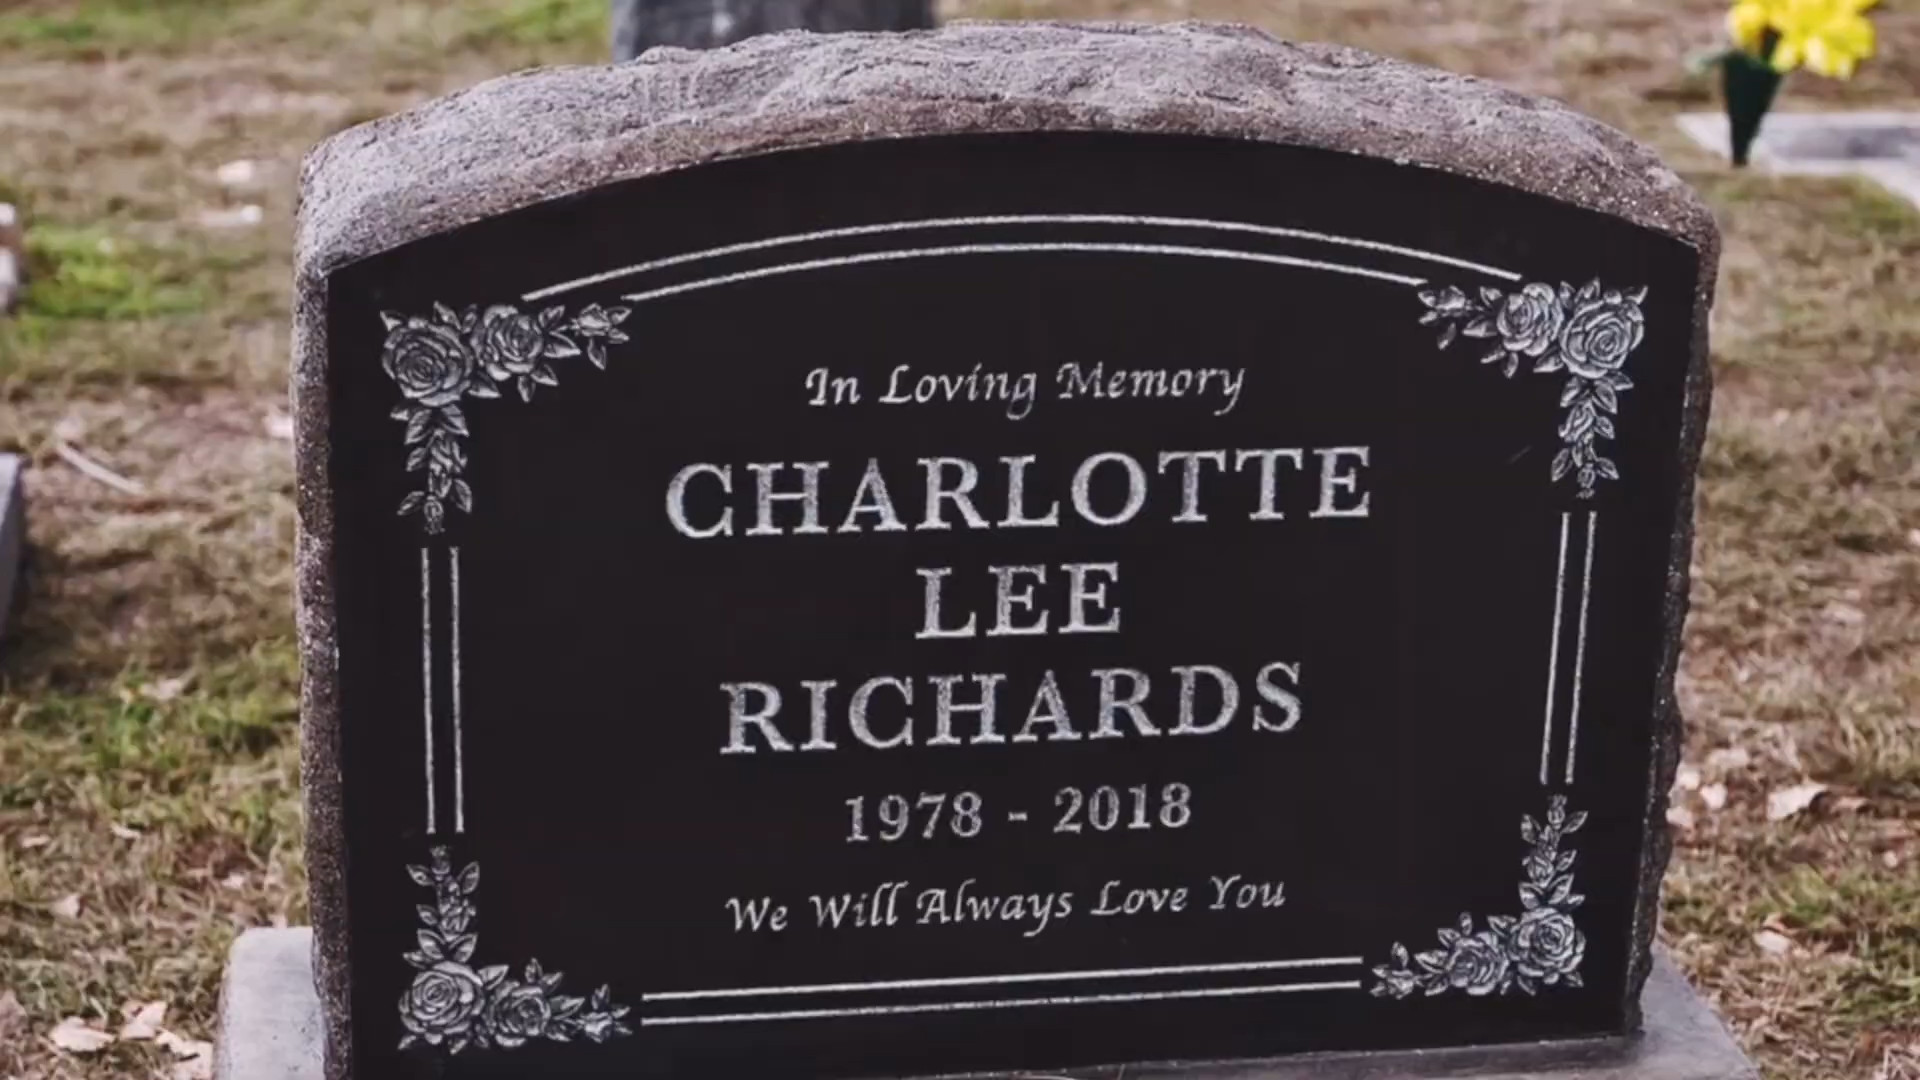 In Loving Memory
CHARLOTTE
LEE
RICHARDS
1978 - 2018
We Will Always Love You